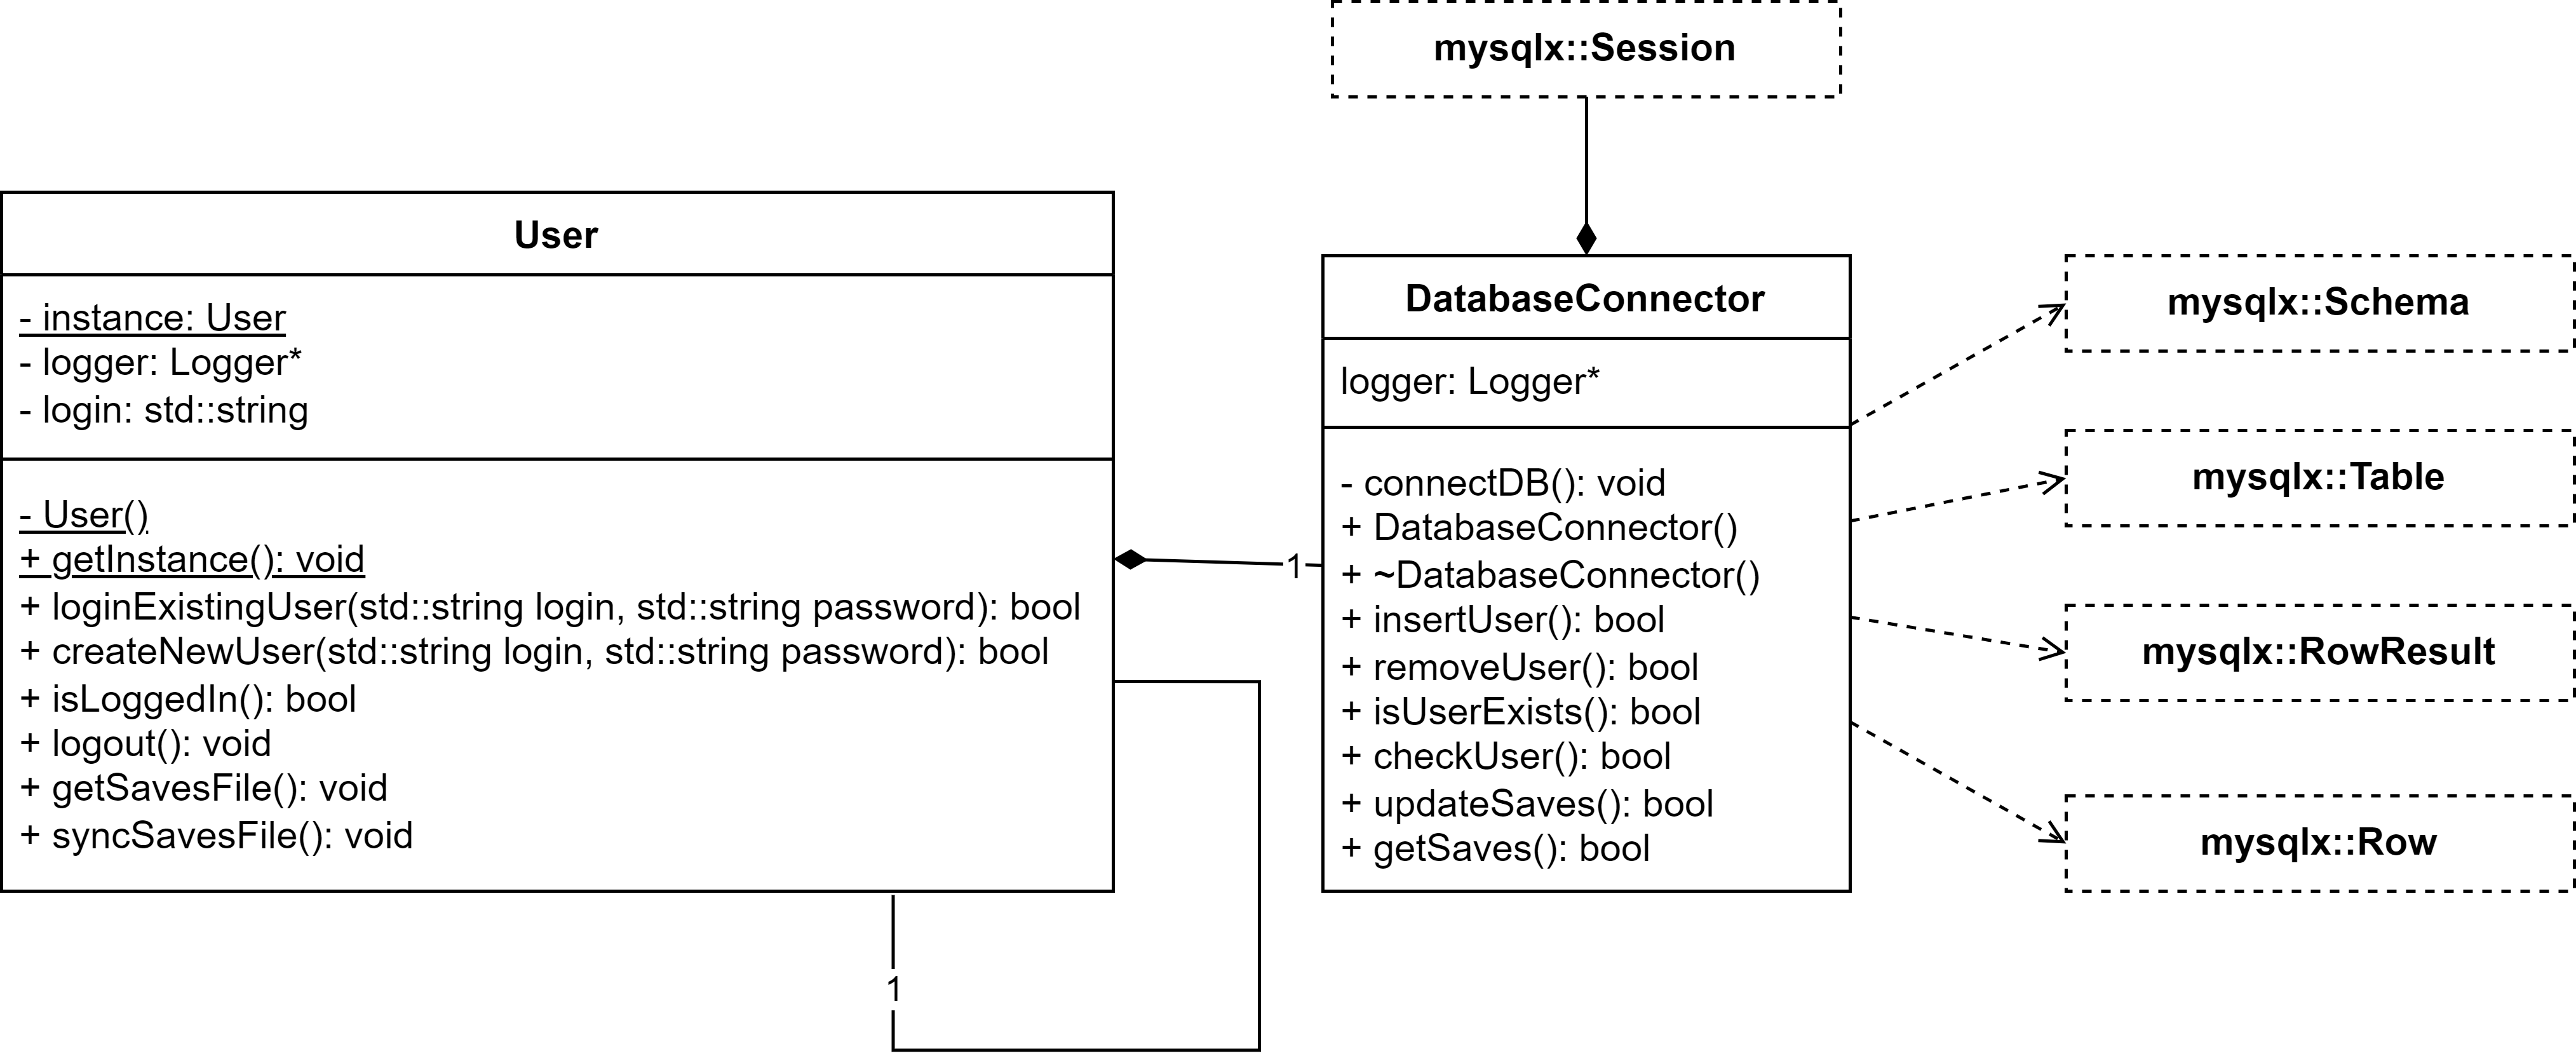 mysqlx::Session
User
- instance: User
- logger: Logger*
- login: std::string
- User()
+ getInstance(): void
+ loginExistingUser(std::string login, std::string password): bool
+ createNewUser(std::string login, std::string password): bool
+ isLoggedIn(): bool
+ logout(): void
+ getSavesFile(): void
+ syncSavesFile(): void
1
1
DatabaseConnector
logger: Logger*
- connectDB(): void
+ DatabaseConnector()
+ ~DatabaseConnector()
+ insertUser(): bool
+ removeUser(): bool
+ isUserExists(): bool
+ checkUser(): bool
+ updateSaves(): bool
+ getSaves(): bool
mysqlx::Schema
mysqlx::Table
mysqlx::RowResult
mysqlx::Row